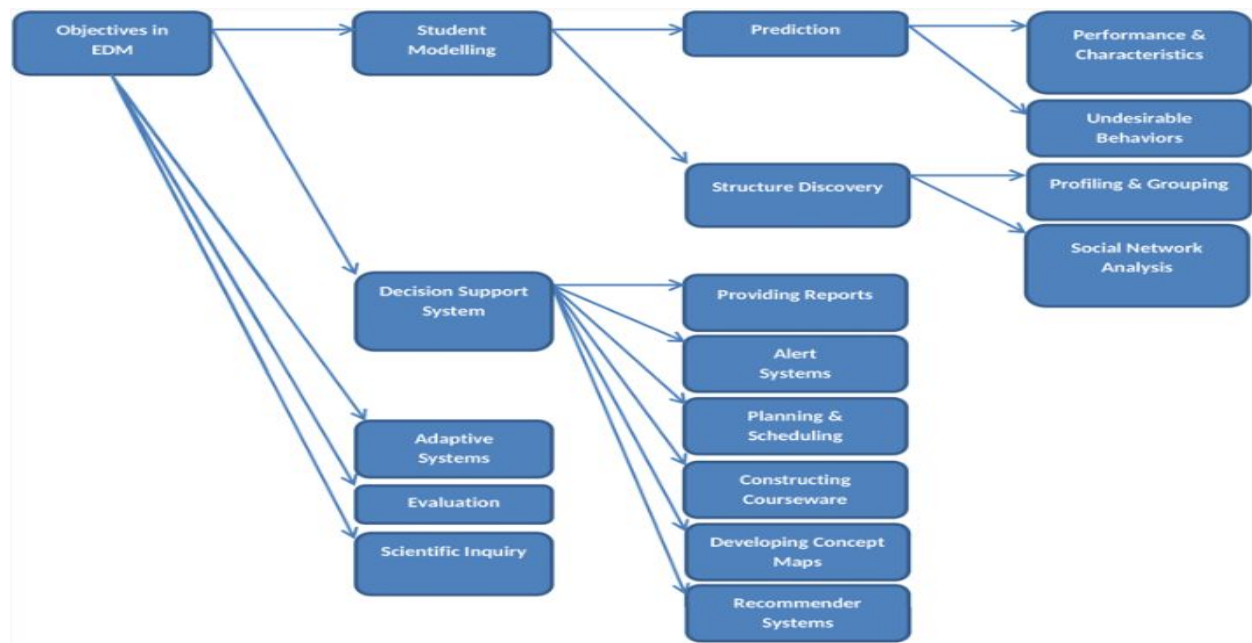 Objectives in
EDM
Student
Modelling
Prediction
Performance &
Characteristics
Undesirable
Behaviors
Structure Discovery
Profiling & Grouping
Social Network
Analysis
Decision Support
System
Providing Reports
Alert
Systems
Planning &
Scheduling
Constructing
Courseware
Developing Concept
Maps
Recommender
Systems
Adaptive
Systems
Evaluation
Scientific Inquiry